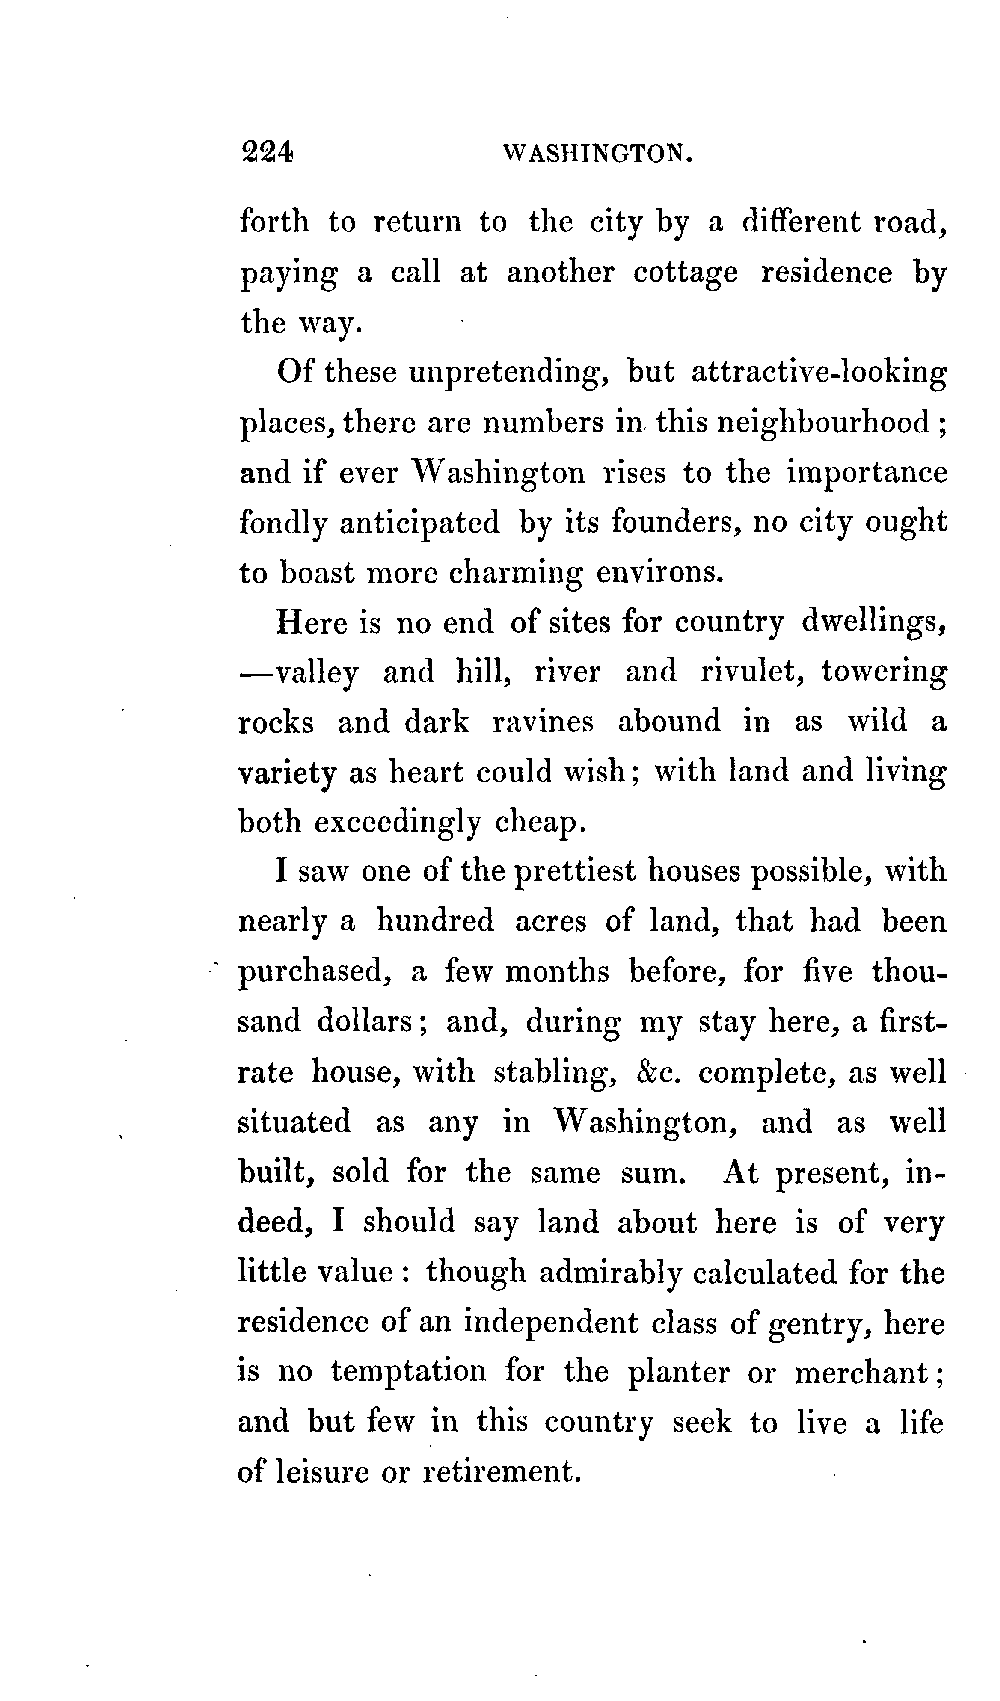 224 WASHINGTON.
forth to return to the city by a different road,
paying a call at another cottage residence by
the way.
Of these unpretending, but attractive-looking
places, there are numbers in this neighbourhood ;
and if ever Washington rises to the importance
fondly anticipated by its founders, no city ought
to boast more charming environs.
Here is no end of sites for country dwellings,
—valley and hill, river and rivulet, towering
rocks and dark ravines abound in as wild a
variety as heart could wish; with land and living
both exceedingly cheap.
I saw one of the prettiest houses possible, with
nearly a hundred acres of land, that had been
purchased, a few months before, for five thou-
sand dollars; and, during my stay here, a first-
rate house, with stabling, &c. complete, as well
situated as any in Washington, and as well
built, sold for the same sum. At present, in-
deed, I should say land about here is of very
little value : though admirably calculated for the
residence of an independent class of gentry, here
is no temptation for the planter or merchant;
and but few in this country seek to live a life
of leisure or retirement.